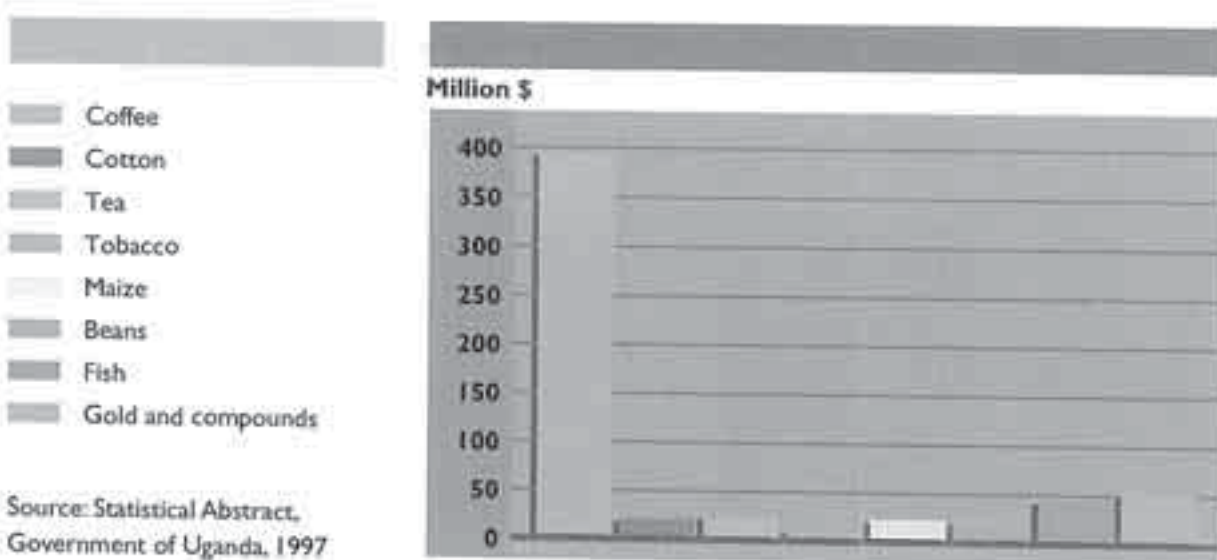 Coffee
Cotton
Tea
Tobacco
Maize
Beans
Fish
Gold and compounds
Source: Statistical Abstract,
Government of Uganda, 1997
Million $
400
350
300
250
200
150
100
50
0